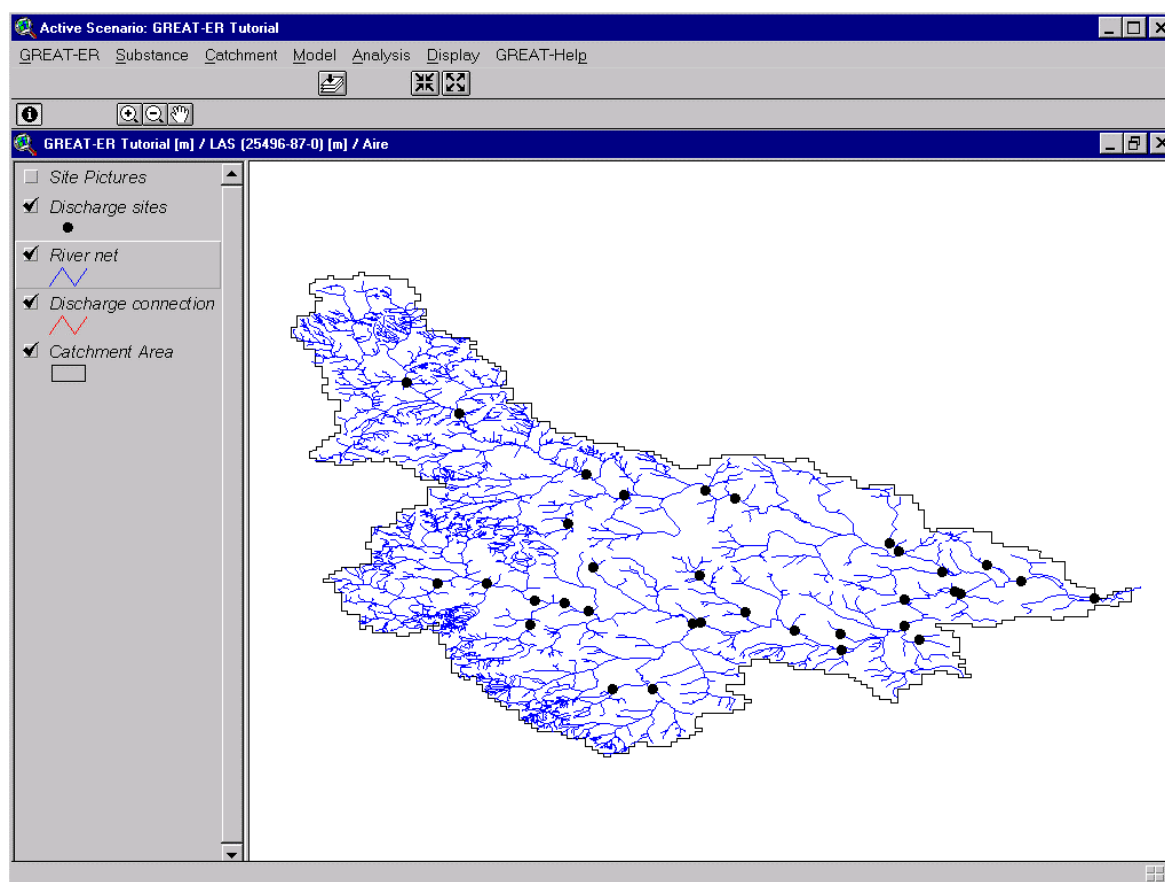 Active Scenario: GREAT-ER Tutorial
GREAT-ER Substance Catchment Model Analysis Display GREAT-Help
GREAT-ER Tutorial [m] / LAS (25496-87-0) [m] / Aire
Site Pictures
Discharge sites
River net
Discharge connection
Catchment Area